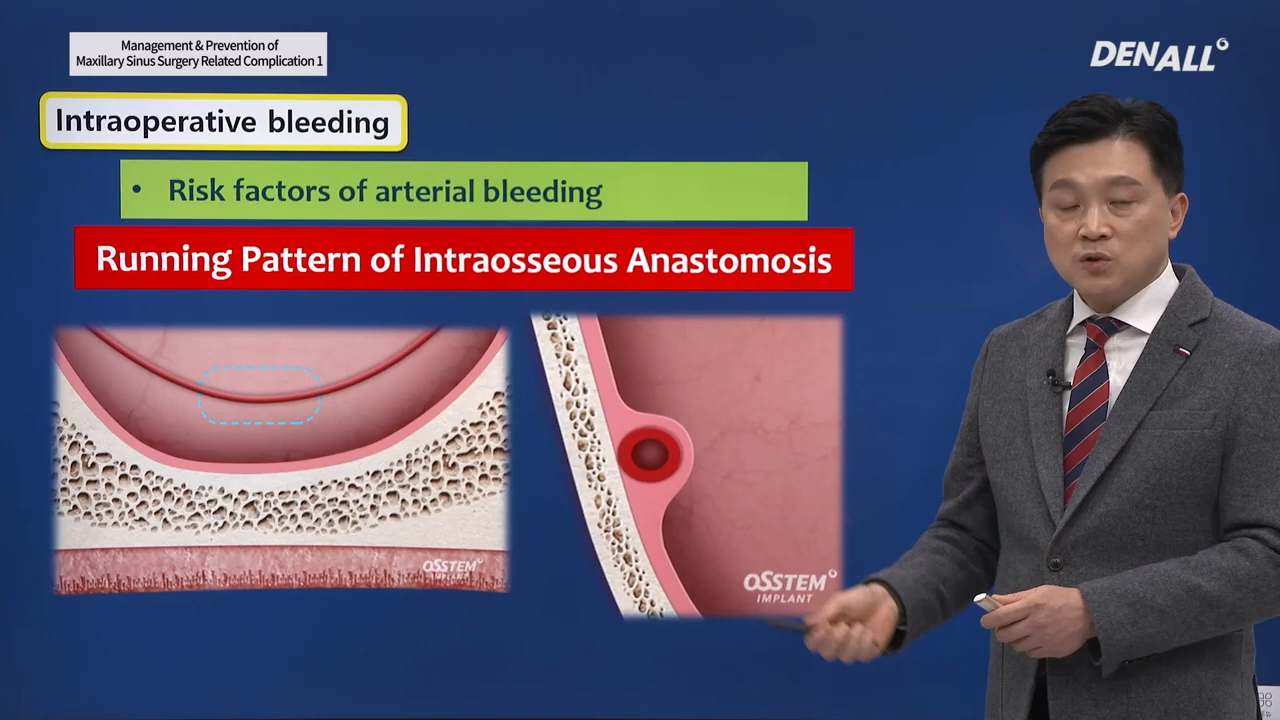 Management & Prevention of
Maxillary Sinus Surgery Related Complication 1
DENALL
Intraoperative bleeding
• Risk factors of arterial bleeding
Running Pattern of Intraosseous Anastomosis
OSSTEM
IMPLANT
OSSTEM
IMPLANT